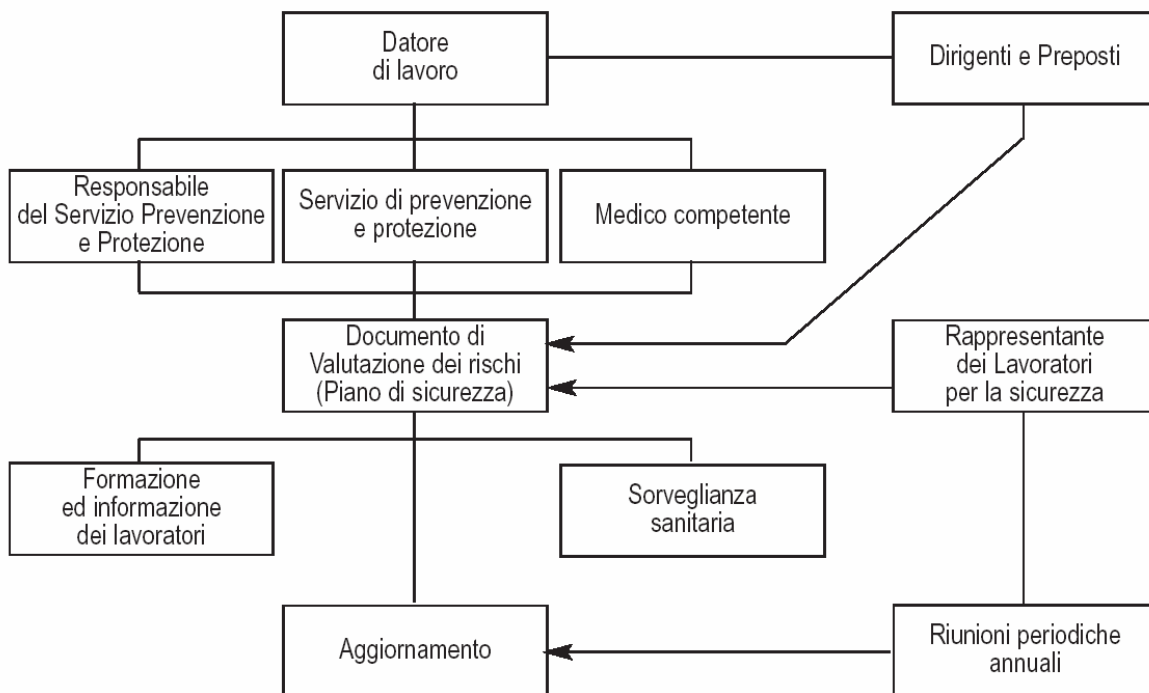 Datore
di lavoro
Dirigenti e Preposti
Responsabile
del Servizio Prevenzione
e Protezione
Servizio di prevenzione
e protezione
Medico competente
Documento di
Valutazione dei rischi
(Piano di sicurezza)
Rappresentante
dei Lavoratori
per la sicurezza
Formazione
ed informazione
dei lavoratori
Sorveglianza
sanitaria
Aggiornamento
Riunioni periodiche
annuali